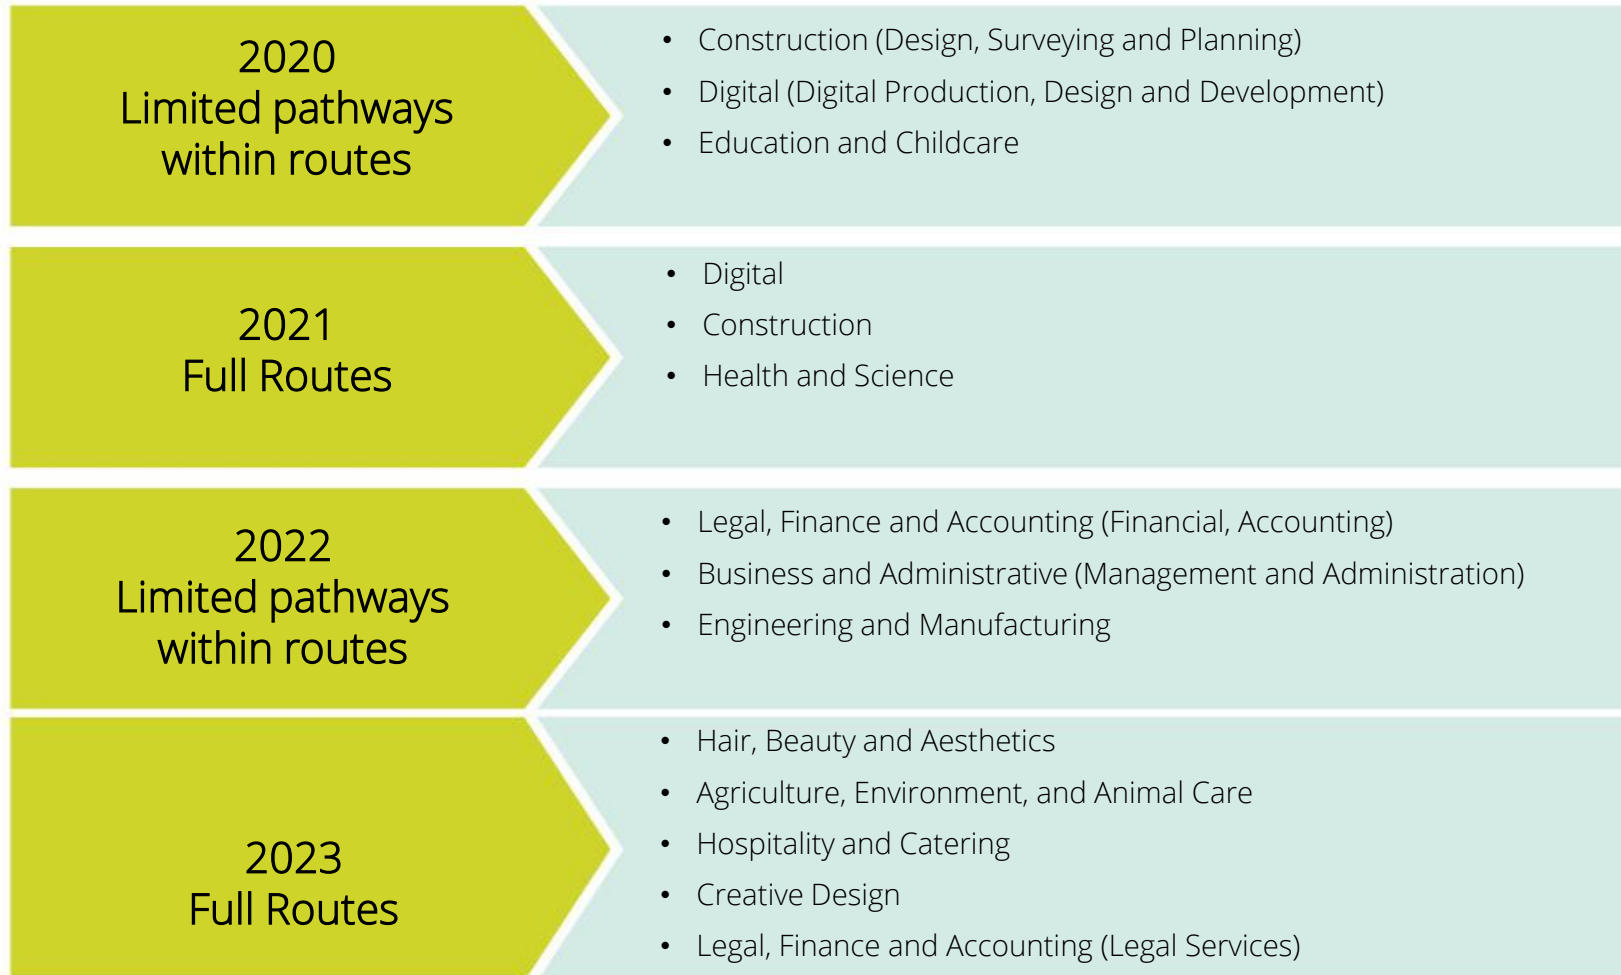 2020
Limited pathways
within routes
• Construction (Design, Surveying and Planning)
• Digital (Digital Production, Design and Development)
• Education and Childcare
2021
Full Routes
• Digital
• Construction
• Health and Science
2022
Limited pathways
within routes
• Legal, Finance and Accounting (Financial, Accounting)
• Business and Administrative (Management and Administration)
• Engineering and Manufacturing
2023
Full Routes
• Hair, Beauty and Aesthetics
• Agriculture, Environment, and Animal Care
• Hospitality and Catering
• Creative Design
• Legal, Finance and Accounting (Legal Services)